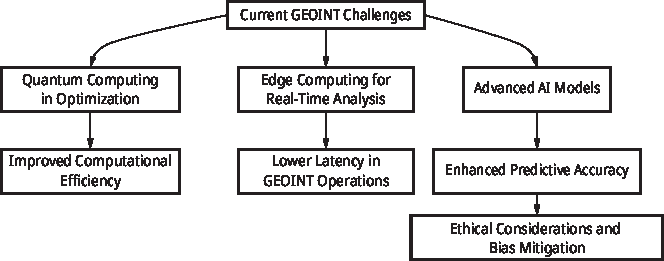 Current GEOINT Challenges
Quantum Computing
in Optimization
Edge Computing for
Real-Time Analysis
Advanced AI Models
Improved Computational
Efficiency
Lower Latency in
GEOINT Operations
Enhanced Predictive Accuracy
Ethical Considerations and
Bias Mitigation